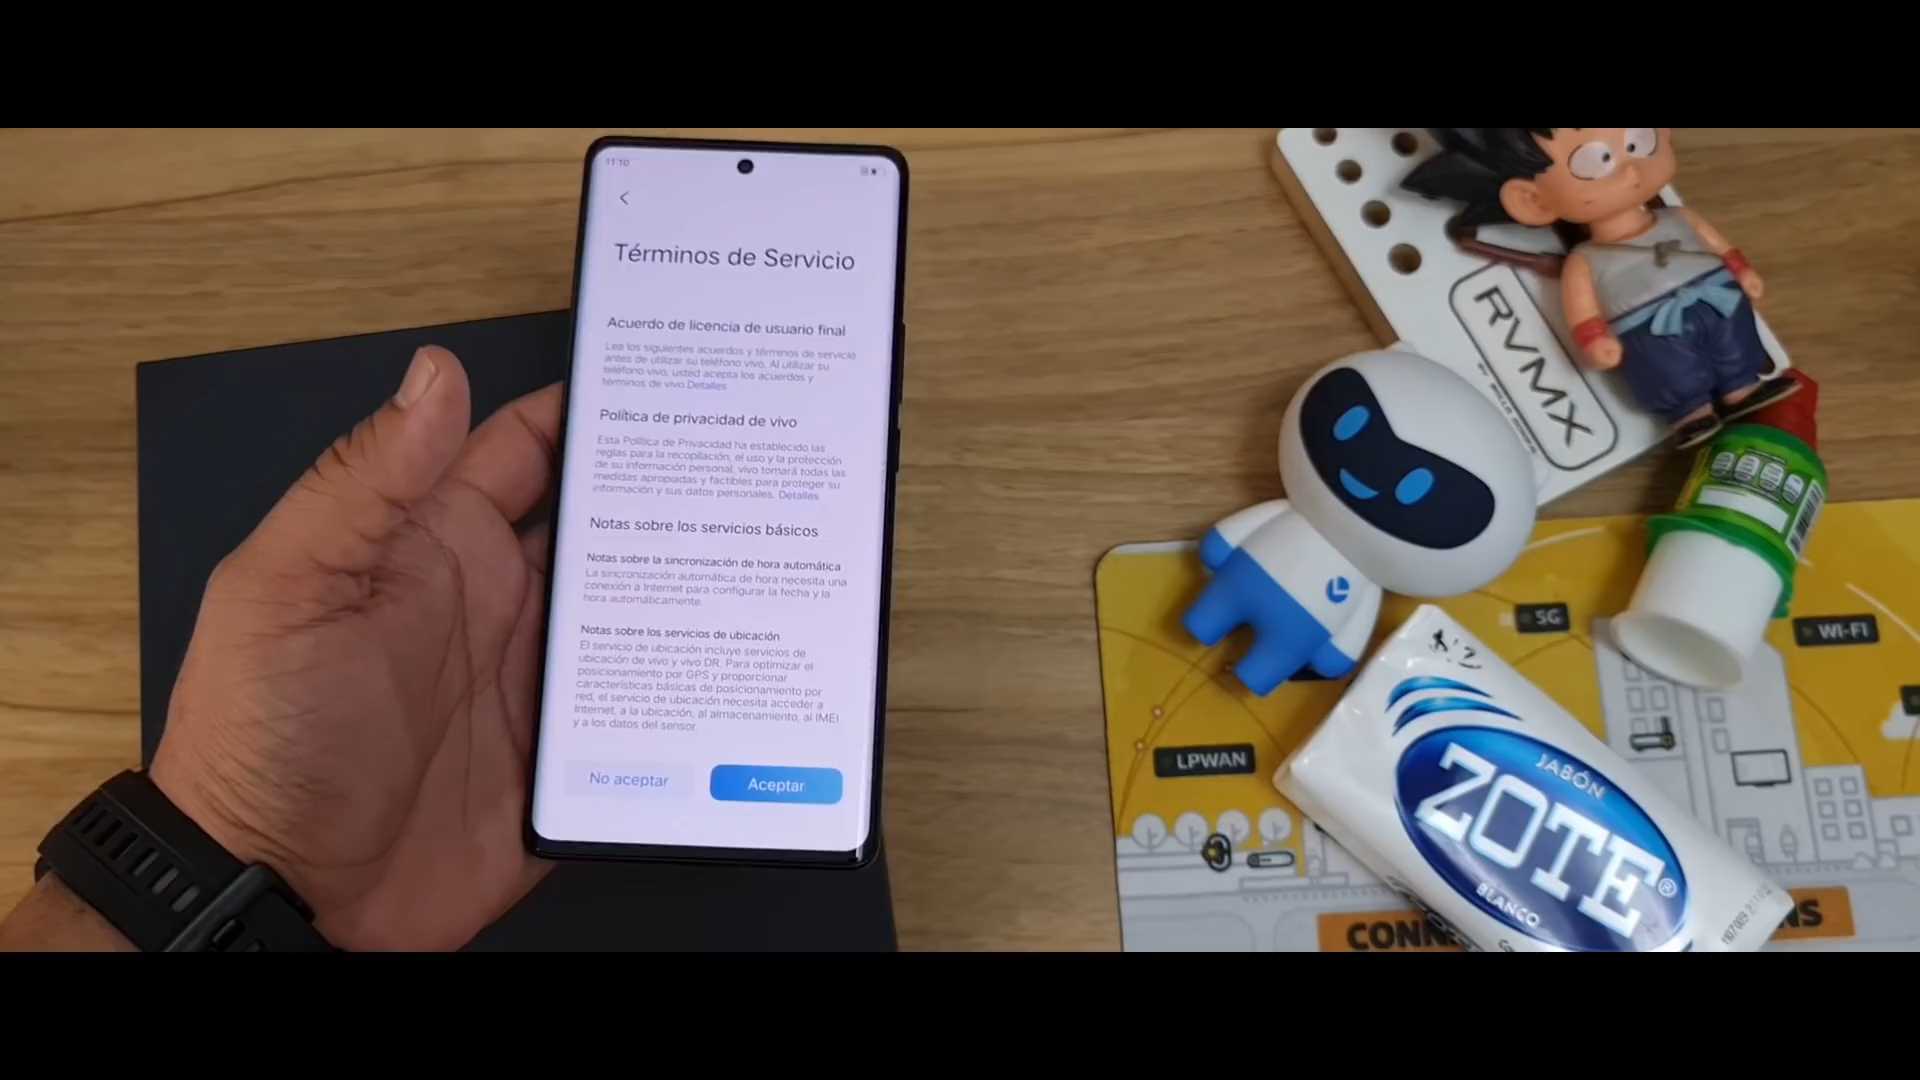 11:10
Términos de Servicio
Acuerdo de licencia de usuario final
Lea los siguientes acuerdos y términos de servicio
antes de utilizar su teléfono vivo. Al utilizar su
teléfono vivo, usted acepta los acuerdos y
términos de vivo Detalles
Política de privacidad de vivo
Esta Política de Privacidad ha establecido las
reglas para la recopilación, el uso y la protección
de su información personal, vivo tomará todas las
medidas apropiadas y factibles para proteger su
información y sus datos personales. Detalles
Notas sobre los servicios básicos
Notas sobre la sincronización de hora automática
La sincronización automática de hora necesita una
conexión a Internet para configurar la fecha y la
hora automáticamente.
Notas sobre los servicios de ubicación
El servicio de ubicación incluye servicios de
ubicación de vivo y vivo DR. Para optimizar el
posicionamiento por GPS y proporcionar
características básicas de posicionamiento por
red, el servicio de ubicación necesita acceder a
Internet, a la ubicación, al almacenamiento, al IMEI
y a los datos del sensor.
No aceptar
Aceptar
RVMX
5G
WI-FI
LPWAN
JABÓN
ZOTE®
BLANCO